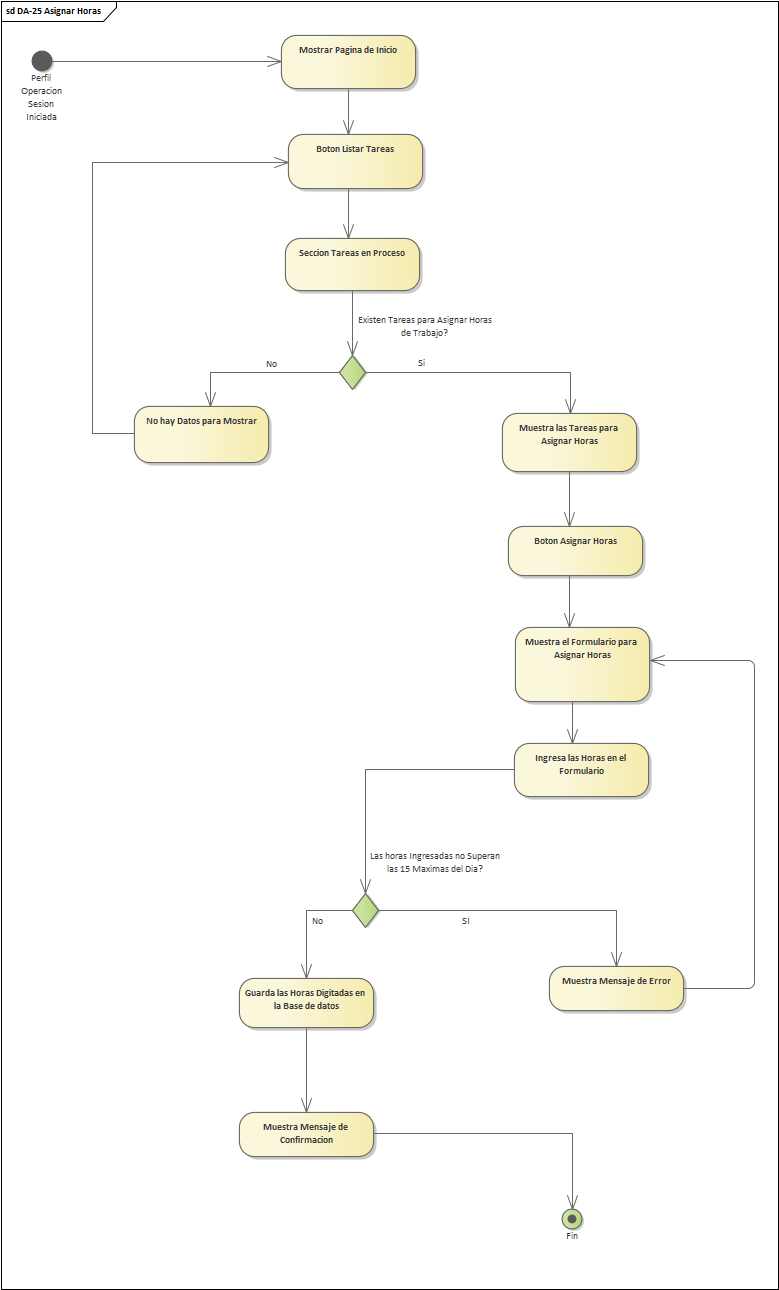 sd DA-25 Asignar Horas
Mostrar Pagina de Inicio
Perfil
Operacion
Sesion
Iniciada
Boton Listar Tareas
Seccion Tareas en Proceso
Existen Tareas para Asignar Horas
de Trabajo?
No
Si
No hay Datos para Mostrar
Muestra las Tareas para
Asignar Horas
Boton Asignar Horas
Muestra el Formulario para
Asignar Horas
Ingresa las Horas en el
Formulario
Las horas Ingresadas no Superan
las 15 Maximas del Dia?
No
SI
Guarda las Horas Digitadas en
la Base de datos
Muestra Mensaje de Error
Muestra Mensaje de
Confirmacion
Fin